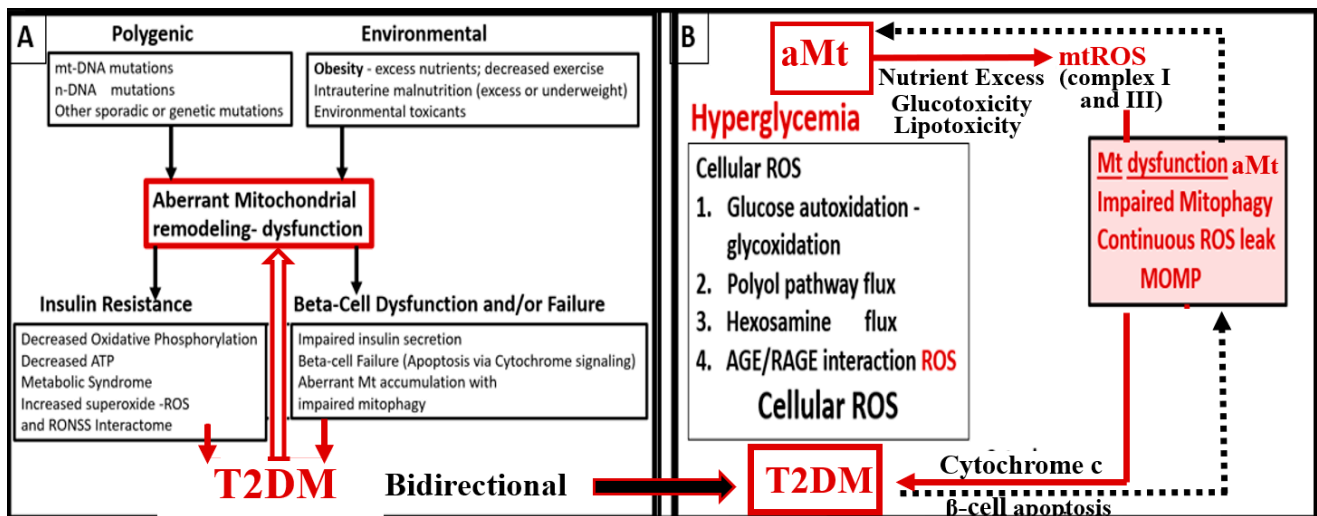 A
Polygenic
Environmental
mt-DNA mutations
n-DNA mutations
Other sporadic or genetic mutations
Obesity - excess nutrients; decreased exercise
Intrauterine malnutrition (excess or underweight)
Environmental toxicants
Aberrant Mitochondrial
remodeling- dysfunction
Insulin Resistance
Beta-Cell Dysfunction and/or Failure
Decreased Oxidative Phosphorylation
Decreased ATP
Metabolic Syndrome
Increased superoxide -ROS
and RONSS Interactome
Impaired insulin secretion
Beta-cell Failure (Apoptosis via Cytochrome signaling)
Aberrant Mt accumulation with
impaired mitophagy
T2DM
Bidirectional
B
aMt
mtROS
(complex I
and III)
Nutrient Excess
Glucotoxicity
Lipotoxicity
Hyperglycemia
Cellular ROS
1. Glucose autoxidation -
glycoxidation
2. Polyol pathway flux
3. Hexosamine flux
4. AGE/RAGE interaction ROS
Cellular ROS
Mt dysfunction aMt
Impaired Mitophagy
Continuous ROS leak
MOMP
T2DM
Cytochrome c
β-cell apoptosis